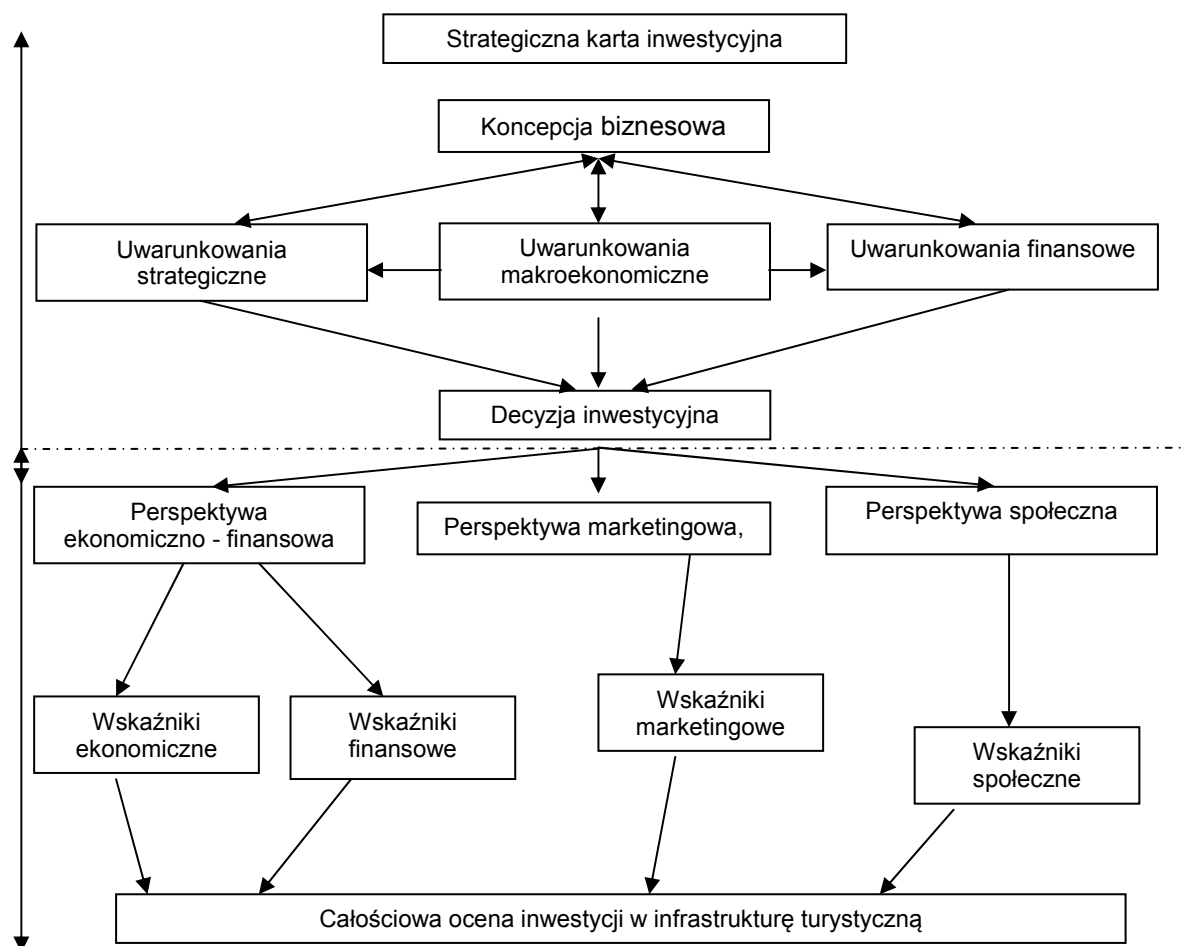 Strategiczna karta inwestycyjna
Koncepcja biznesowa
Uwarunkowania
strategiczne
Uwarunkowania
makroekonomiczne
Uwarunkowania finansowe
Decyzja inwestycyjna
Perspektywa
ekonomiczno - finansowa
Perspektywa marketingowa,
Perspektywa społeczna
Wskaźniki
ekonomiczne
Wskaźniki
finansowe
Wskaźniki
marketingowe
Wskaźniki
społeczne
Całościowa ocena inwestycji w infrastrukturę turystyczną